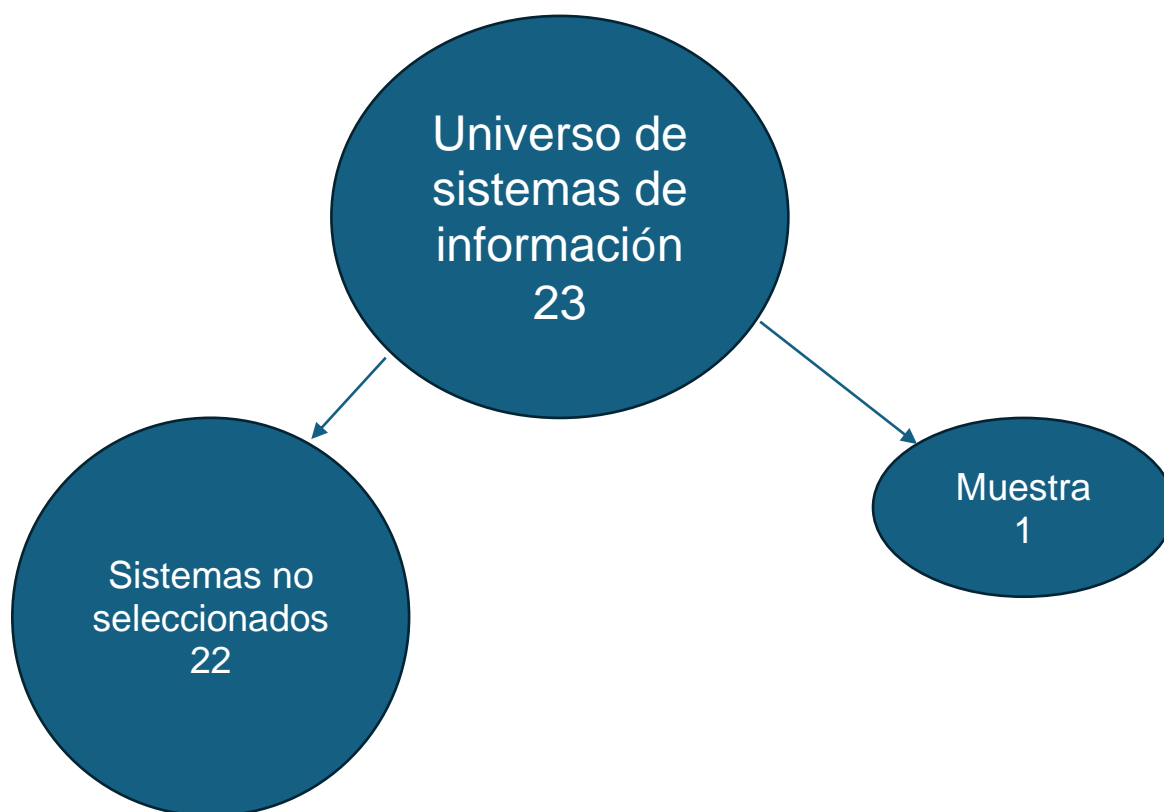 Universo de
sistemas de
información
23
Muestra
1
Sistemas no
seleccionados
22